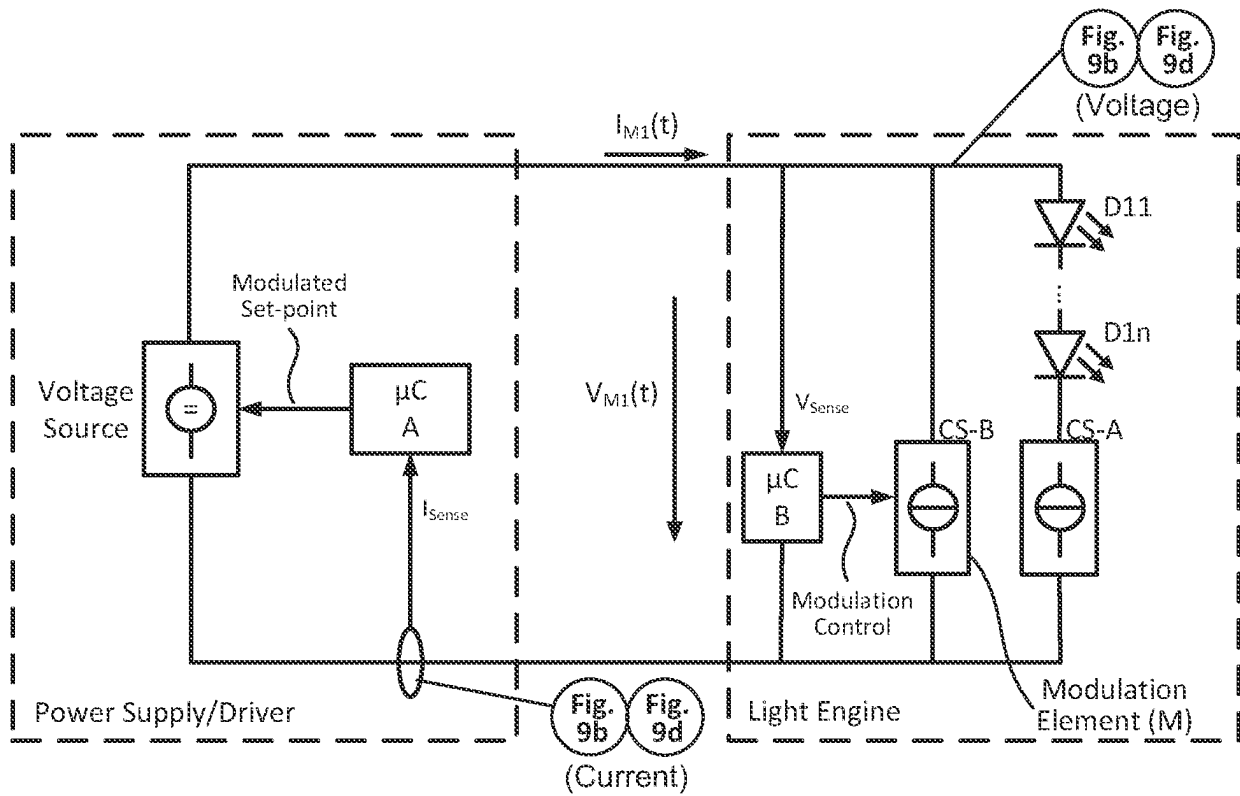 Fig. 9b
Fig. 9d
(Voltage)
I_M1(t)
D11
Modulated
Set-point
D1n
Voltage
Source
=
µC
A
V_M1(t)
V_Sense
CS-B
CS-A
µC
B
I_Sense
Modulation
Control
Power Supply/Driver
Light Engine
Modulation
Element (M)
Fig. 9b
Fig. 9d
(Current)